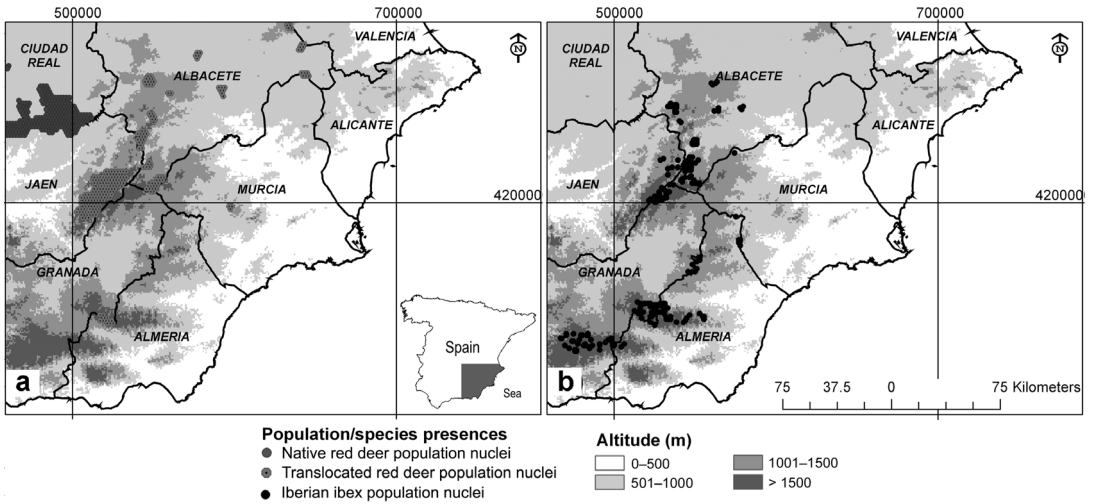 500000
700000
500000
700000
VALENCIA
CIUDAD
REAL
N
ALBACETE
ALICANTE
JAEN
MURCIA
420000
GRANADA
ALMERIA
Spain
Sea
a
VALENCIA
CIUDAD
REAL
N
ALBACETE
ALICANTE
JAEN
MURCIA
420000
GRANADA
ALMERIA
b
75 37.5 0 75 Kilometers
Population/species presences
Native red deer population nuclei
Translocated red deer population nuclei
Iberian ibex population nuclei
Altitude (m)
0–500
501–1000
1001–1500
> 1500